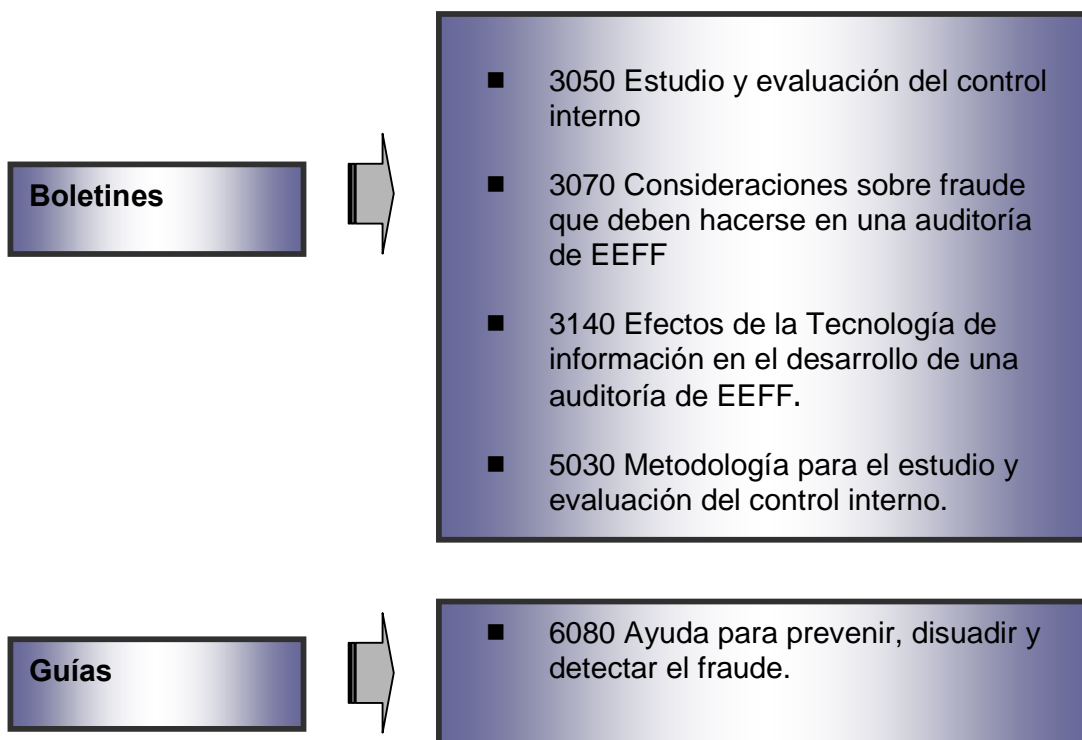 Boletines
■ 3050 Estudio y evaluación del control
interno
■ 3070 Consideraciones sobre fraude
que deben hacerse en una auditoría
de EEFF
■ 3140 Efectos de la Tecnología de
información en el desarrollo de una
auditoría de EEFF.
■ 5030 Metodología para el estudio y
evaluación del control interno.
Guías
■ 6080 Ayuda para prevenir, disuadir y
detectar el fraude.